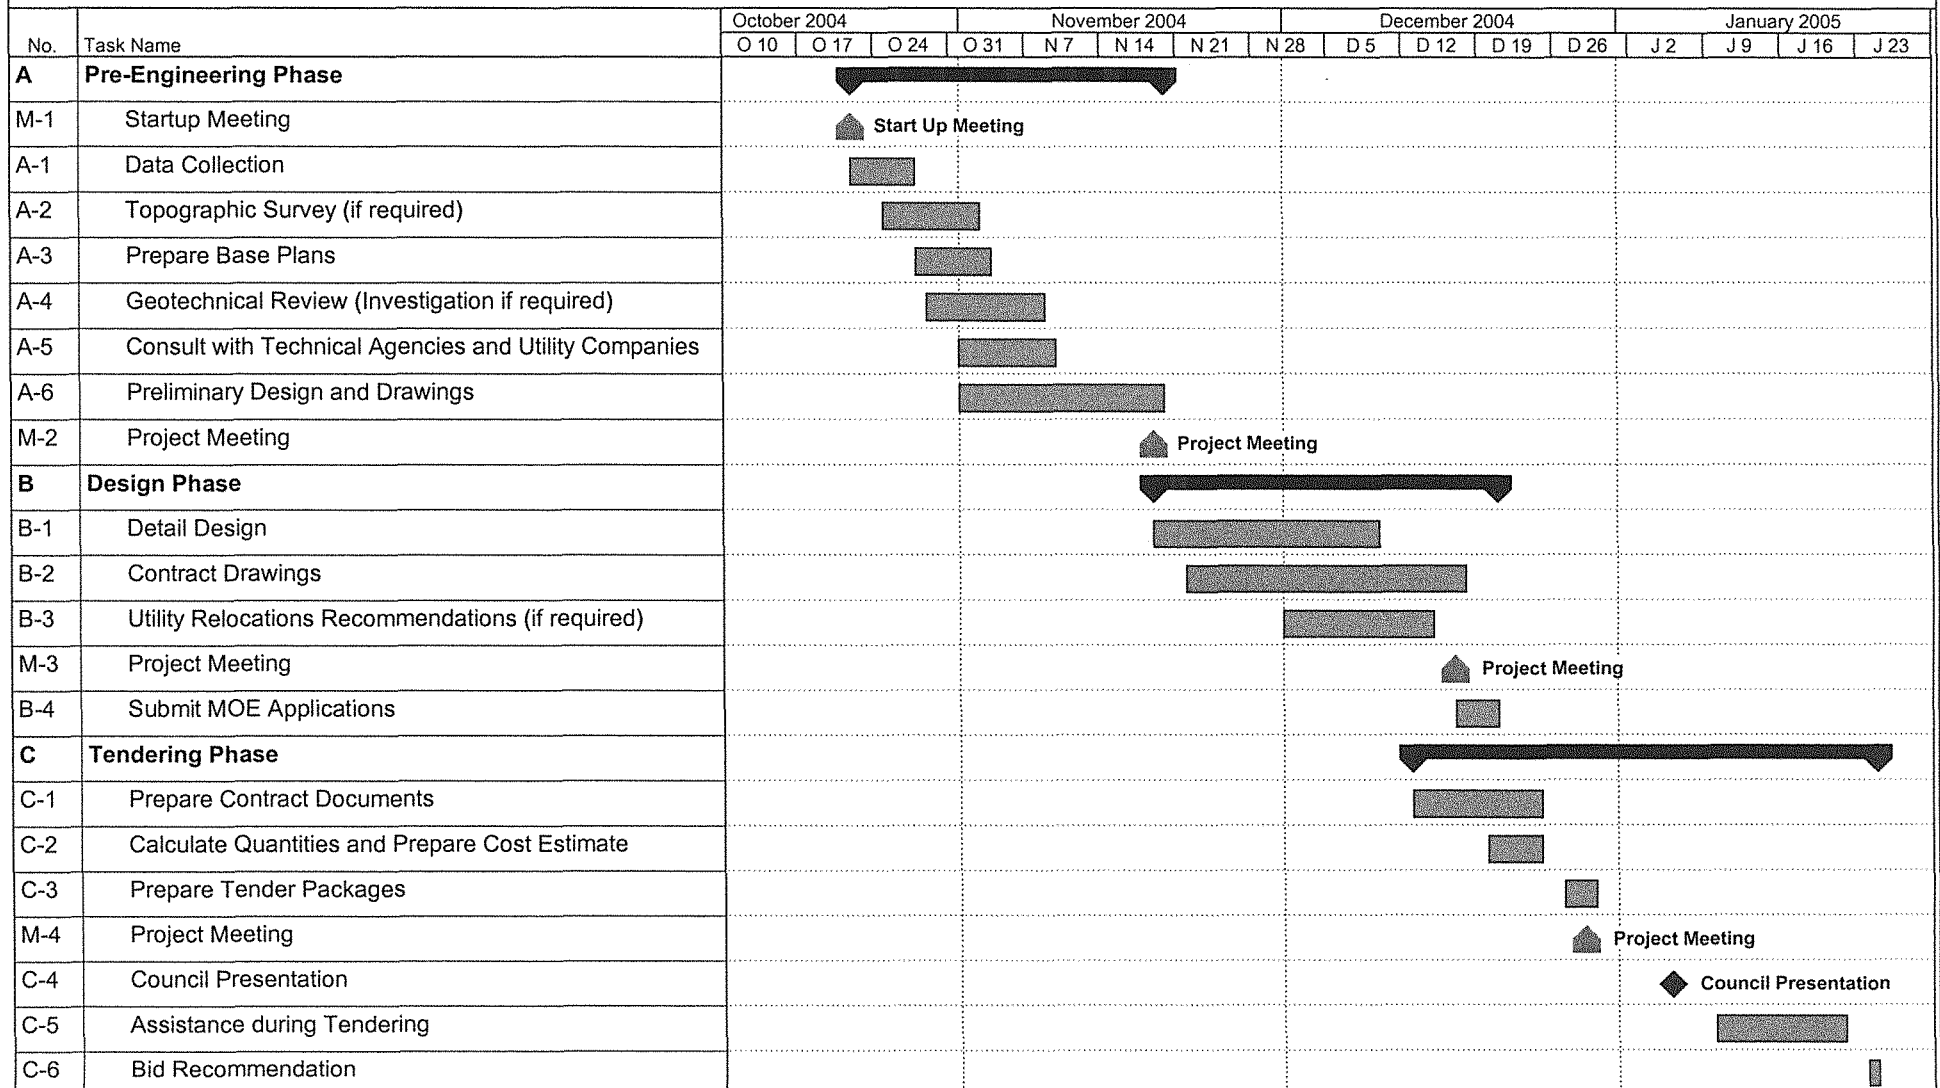 October 2004 November 2004 December 2004 January 2005
No. Task Name O 10 O 17 O 24 O 31 N 7 N 14 N 21 N 28 D 5 D 12 D 19 D 26 J 2 J 9 J 16 J 23
A Pre-Engineering Phase
M-1 Startup Meeting Start Up Meeting
A-1 Data Collection
A-2 Topographic Survey (if required)
A-3 Prepare Base Plans
A-4 Geotechnical Review (Investigation if required)
A-5 Consult with Technical Agencies and Utility Companies
A-6 Preliminary Design and Drawings
M-2 Project Meeting Project Meeting
B Design Phase
B-1 Detail Design
B-2 Contract Drawings
B-3 Utility Relocations Recommendations (if required)
M-3 Project Meeting Project Meeting
B-4 Submit MOE Applications
C Tendering Phase
C-1 Prepare Contract Documents
C-2 Calculate Quantities and Prepare Cost Estimate
C-3 Prepare Tender Packages
M-4 Project Meeting Project Meeting
C-4 Council Presentation Council Presentation
C-5 Assistance during Tendering
C-6 Bid Recommendation